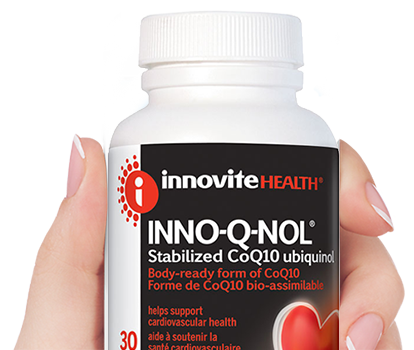 innovite HEALTH®
INNO-Q-NOL®
Stabilized CoQ10 ubiquinol
Body-ready form of CoQ10
Forme de CoQ10 bio-assimilable
helps support
cardiovascular health
aide à soutenir la
santé cardiovasculaire
30